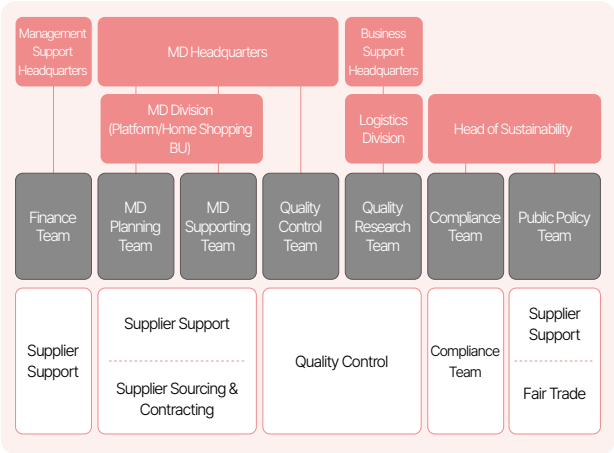 Management
Support
Headquarters
MD Headquarters
Business
Support
Headquarters
MD Division
(Platform/Home Shopping
BU)
Logistics
Division
Head of Sustainability
Finance
Team
MD
Planning
Team
MD
Supporting
Team
Quality
Control
Team
Quality
Research
Team
Compliance
Team
Public Policy
Team
Supplier
Support
Supplier Support
Supplier Sourcing &
Contracting
Quality Control
Compliance
Team
Supplier
Support
Fair Trade